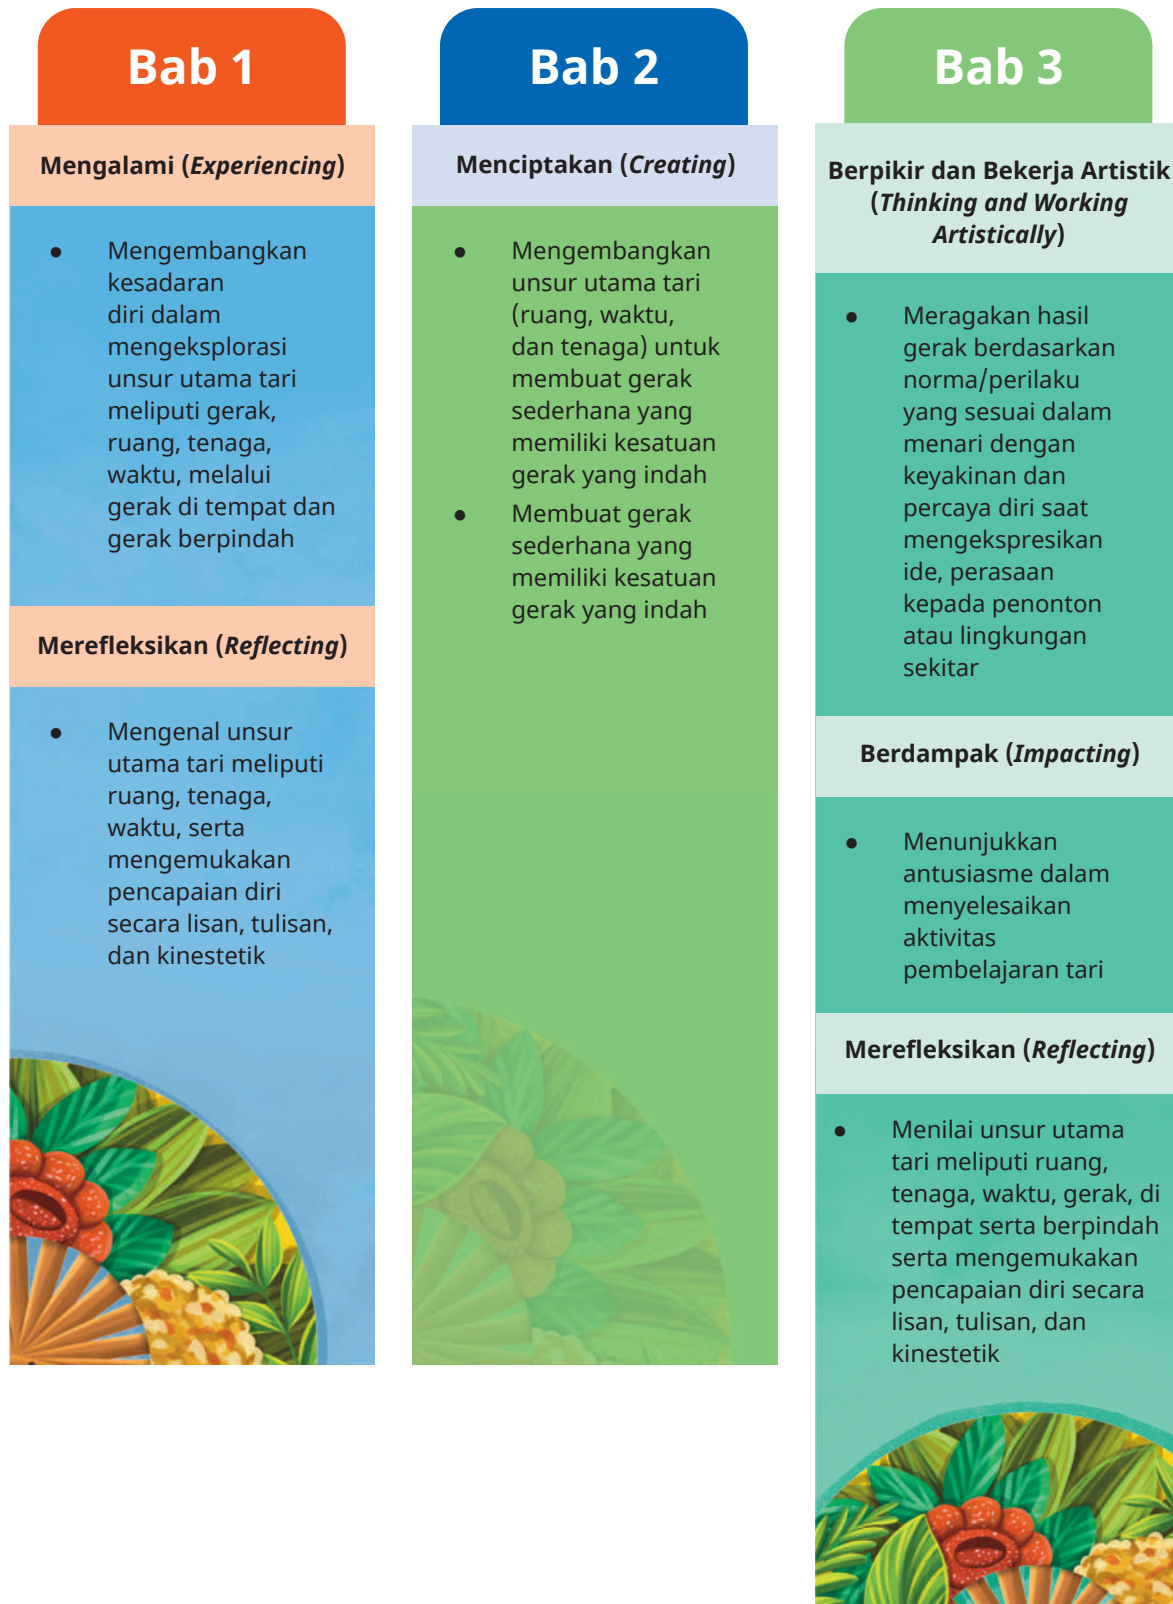 Bab 1
Mengalami (Experiencing)
● Mengembangkan
kesadaran
diri dalam
mengeksplorasi
unsur utama tari
meliputi gerak,
ruang, tenaga,
waktu, melalui
gerak di tempat dan
gerak berpindah
Merefleksikan (Reflecting)
● Mengenal unsur
utama tari meliputi
ruang, tenaga,
waktu, serta
mengemukakan
pencapaian diri
secara lisan, tulisan,
dan kinestetik
Bab 2
Menciptakan (Creating)
● Mengembangkan
unsur utama tari
(ruang, waktu,
dan tenaga) untuk
membuat gerak
sederhana yang
memiliki kesatuan
gerak yang indah
● Membuat gerak
sederhana yang
memiliki kesatuan
gerak yang indah
Bab 3
Berpikir dan Bekerja Artistik
(Thinking and Working
Artistically)
● Meragakan hasil
gerak berdasarkan
norma/perilaku
yang sesuai dalam
menari dengan
keyakinan dan
percaya diri saat
mengekspresikan
ide, perasaan
kepada penonton
atau lingkungan
sekitar
Berdampak (Impacting)
● Menunjukkan
antusiasme dalam
menyelesaikan
aktivitas
pembelajaran tari
Merefleksikan (Reflecting)
● Menilai unsur utama
tari meliputi ruang,
tenaga, waktu, gerak, di
tempat serta berpindah
serta mengemukakan
pencapaian diri secara
lisan, tulisan, dan
kinestetik